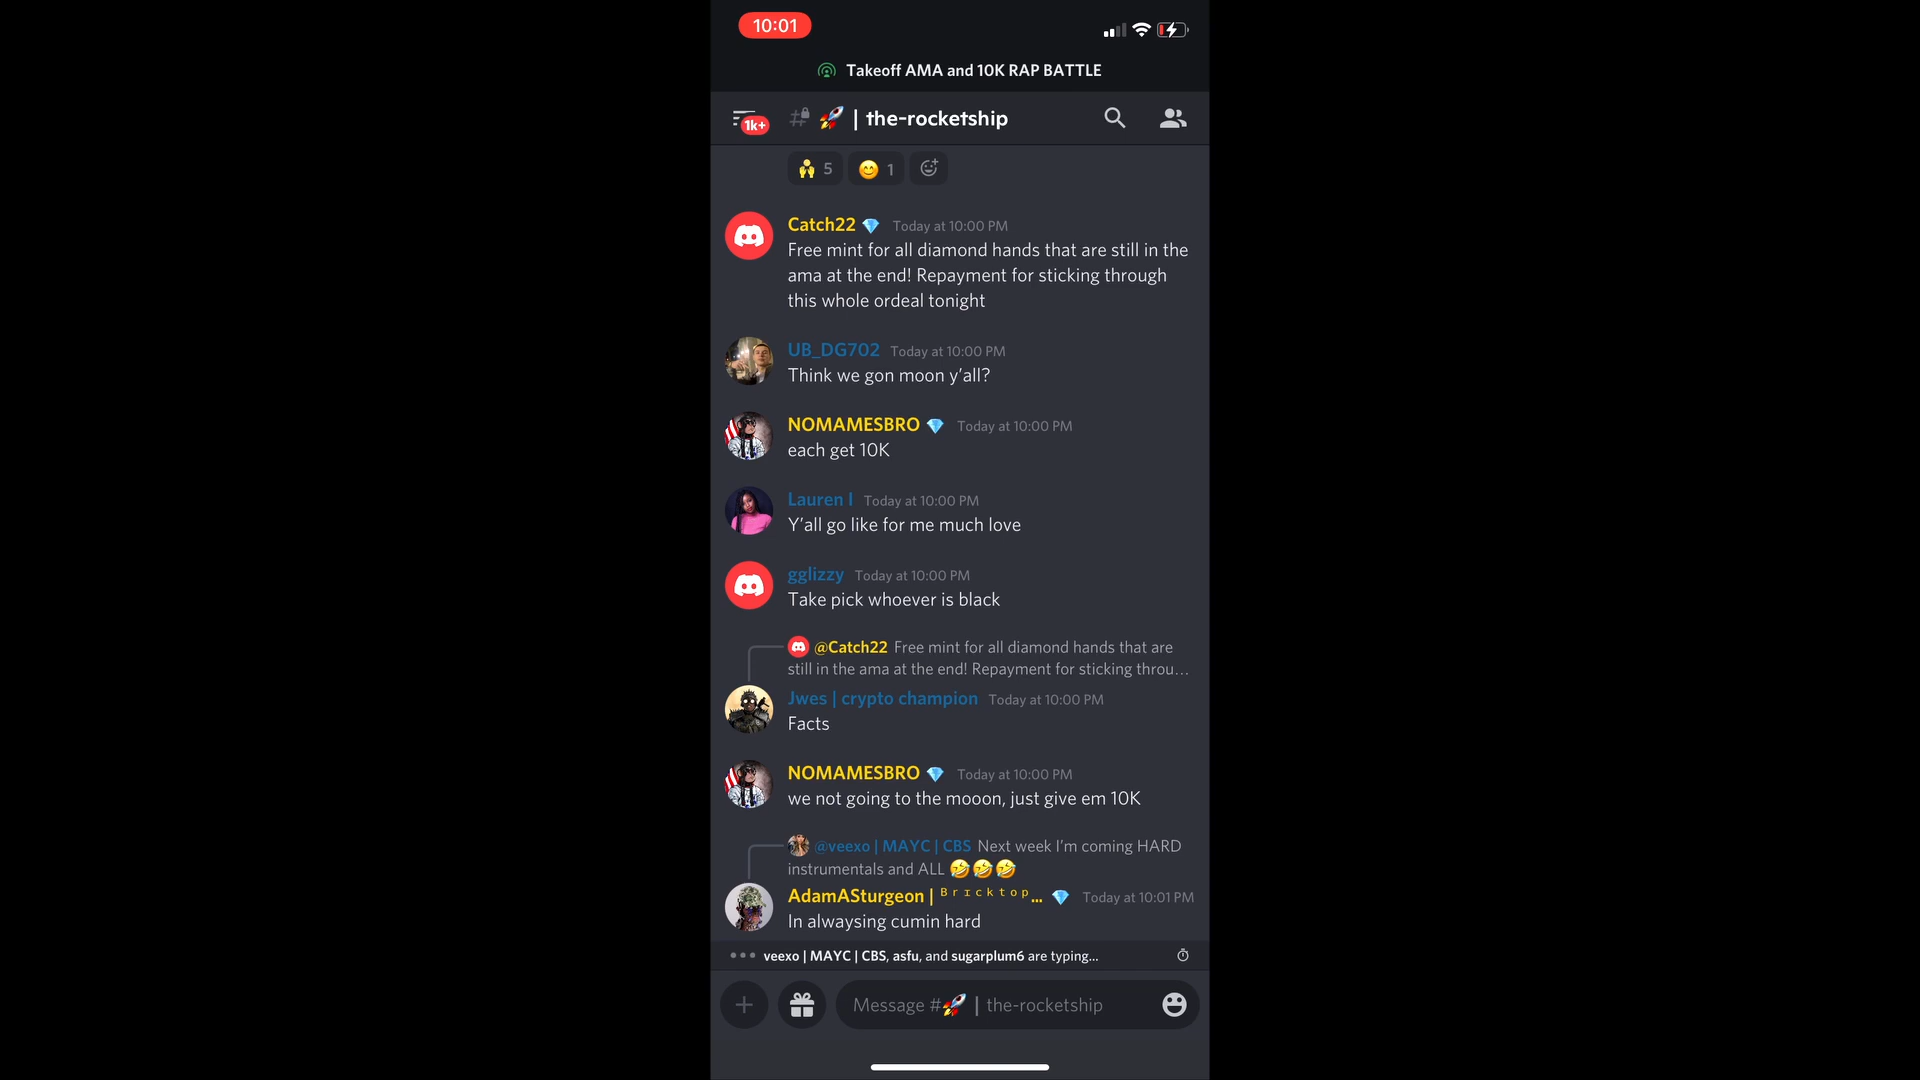 10:01
Takeoff AMA and 10K RAP BATTLE
1k+ # 🚀 | the-rocketship
🙌 5 😊 1
Catch22 💎 Today at 10:00 PM
Free mint for all diamond hands that are still in the
ama at the end! Repayment for sticking through
this whole ordeal tonight
UB_DG702 Today at 10:00 PM
Think we gon moon y’all?
NOMAMESBRO 💎 Today at 10:00 PM
each get 10K
Lauren I Today at 10:00 PM
Y’all go like for me much love
gglizzy Today at 10:00 PM
Take pick whoever is black
@Catch22 Free mint for all diamond hands that are
still in the ama at the end! Repayment for sticking throu…
Jwes | crypto champion Today at 10:00 PM
Facts
NOMAMESBRO 💎 Today at 10:00 PM
we not going to the mooon, just give em 10K
@veexo | MAYC | CBS Next week I’m coming HARD
instrumentals and ALL 🤣🤣🤣
AdamASturgeon | ᴮʳᶦᶜᵏᵗᵒᵖ… 💎 Today at 10:01 PM
In alwaysing cumin hard
veexo | MAYC | CBS, asfu, and sugarplum6 are typing...
Message #🚀 | the-rocketship